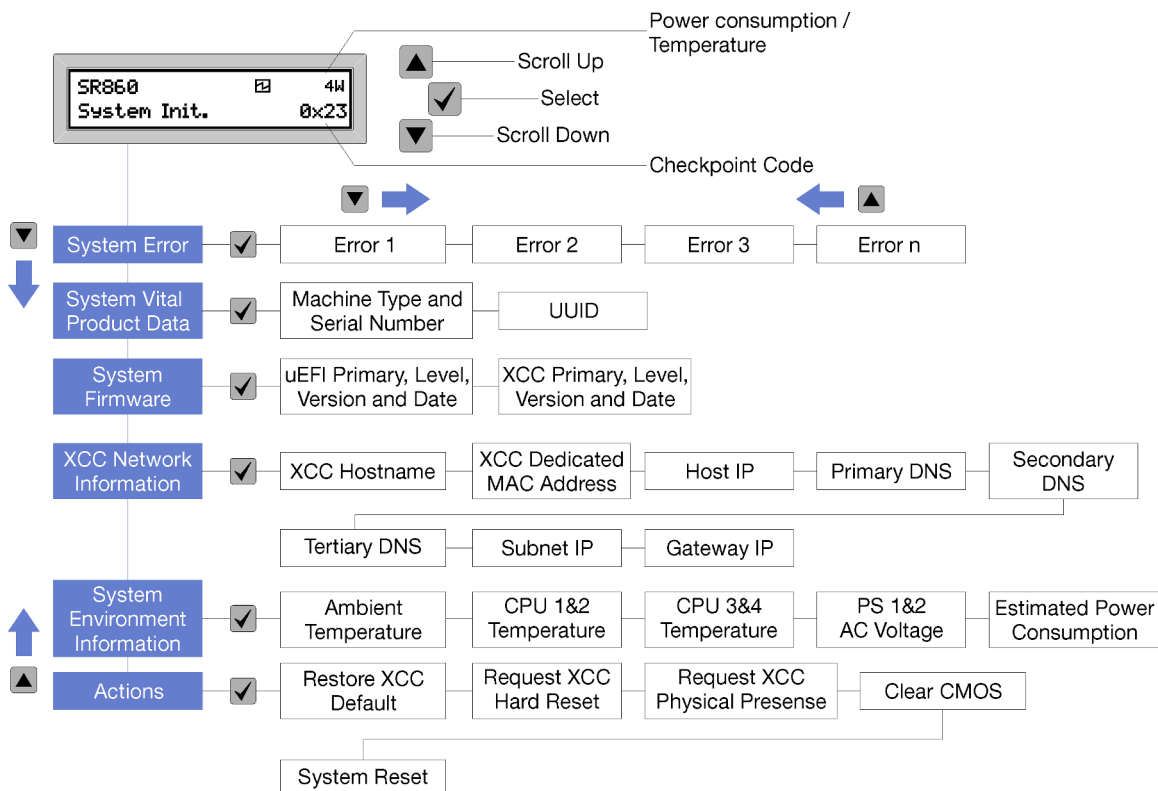 Power consumption /
Temperature
SR860 4W
System Init. 0x23
Scroll Up
Select
Scroll Down
Checkpoint Code
System Error
Error 1
Error 2
Error 3
Error n
System Vital
Product Data
Machine Type and
Serial Number
UUID
System
Firmware
uEFI Primary, Level,
Version and Date
XCC Primary, Level,
Version and Date
XCC Network
Information
XCC Hostname
XCC Dedicated
MAC Address
Host IP
Primary DNS
Secondary
DNS
Tertiary DNS
Subnet IP
Gateway IP
System
Environment
Information
Ambient
Temperature
CPU 1&2
Temperature
CPU 3&4
Temperature
PS 1&2
AC Voltage
Estimated Power
Consumption
Actions
Restore XCC
Default
Request XCC
Hard Reset
Request XCC
Physical Presense
Clear CMOS
System Reset